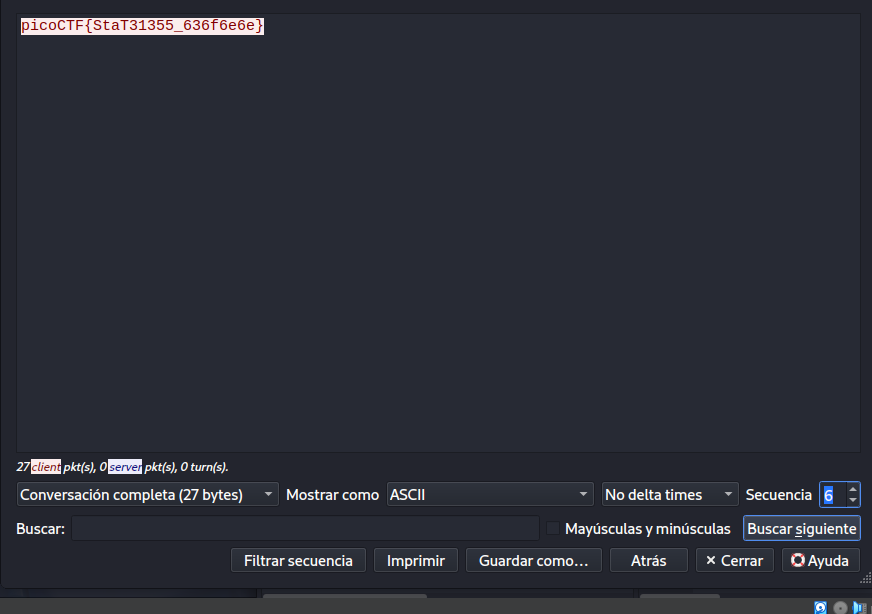 picoCTF{StaT31355_636f6e6e}
27 client pkt(s), 0 server pkt(s), 0 turn(s).
Conversación completa (27 bytes) Mostrar como ASCII No delta times Secuencia 6
Buscar: Mayúsculas y minúsculas Buscar siguiente
Filtrar secuencia Imprimir Guardar como… Atrás × Cerrar Ayuda